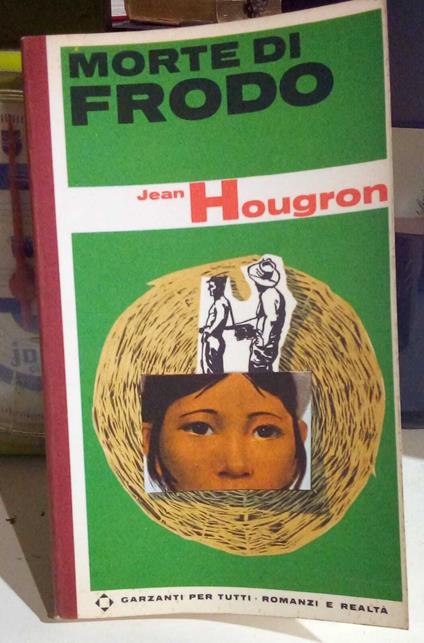 MORTE DI
FRODO
Jean Hougron
GARZANTI PER TUTTI · ROMANZI E REALTÀ